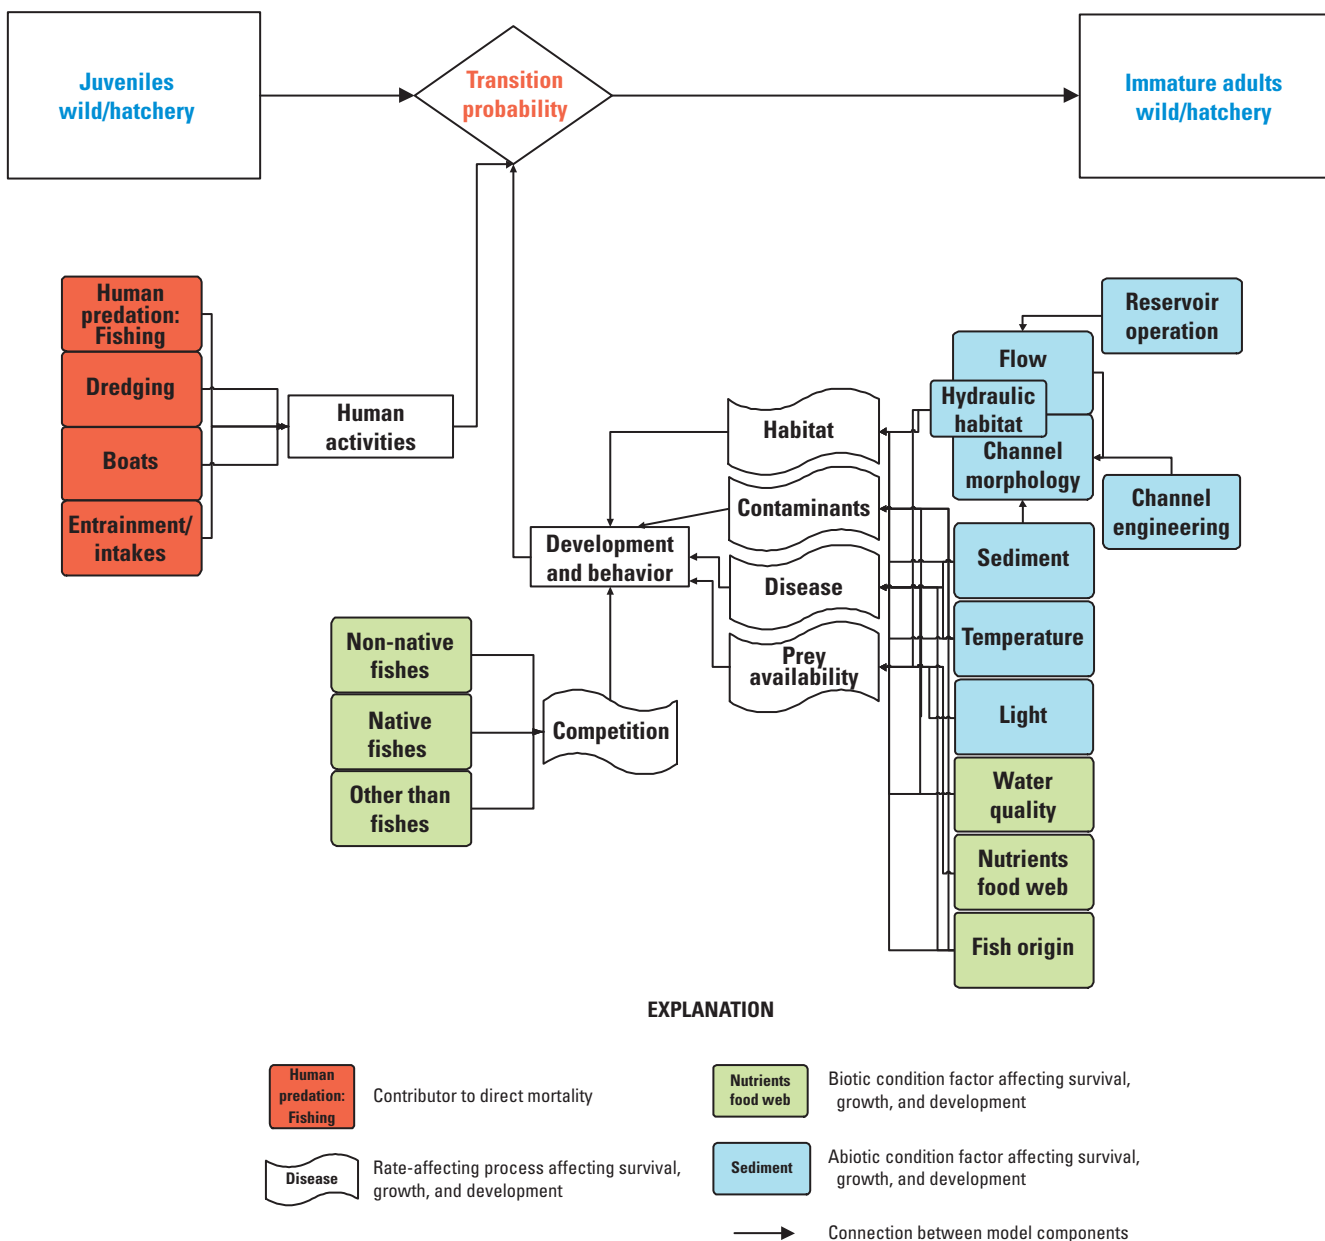 Juveniles
wild/hatchery
Transition
probability
Immature adults
wild/hatchery
Human
predation:
Fishing
Dredging
Boats
Entrainment/
intakes
Human
activities
Reservoir
operation
Flow
Hydraulic
habitat
Channel
morphology
Channel
engineering
Habitat
Contaminants
Disease
Prey
availability
Development
and behavior
Sediment
Temperature
Light
Water
quality
Nutrients
food web
Fish origin
Non-native
fishes
Native
fishes
Other than
fishes
Competition
EXPLANATION
Human
predation:
Fishing
Contributor to direct mortality
Disease
Rate-affecting process affecting survival,
growth, and development
Nutrients
food web
Biotic condition factor affecting survival,
growth, and development
Sediment
Abiotic condition factor affecting survival,
growth, and development
Connection between model components